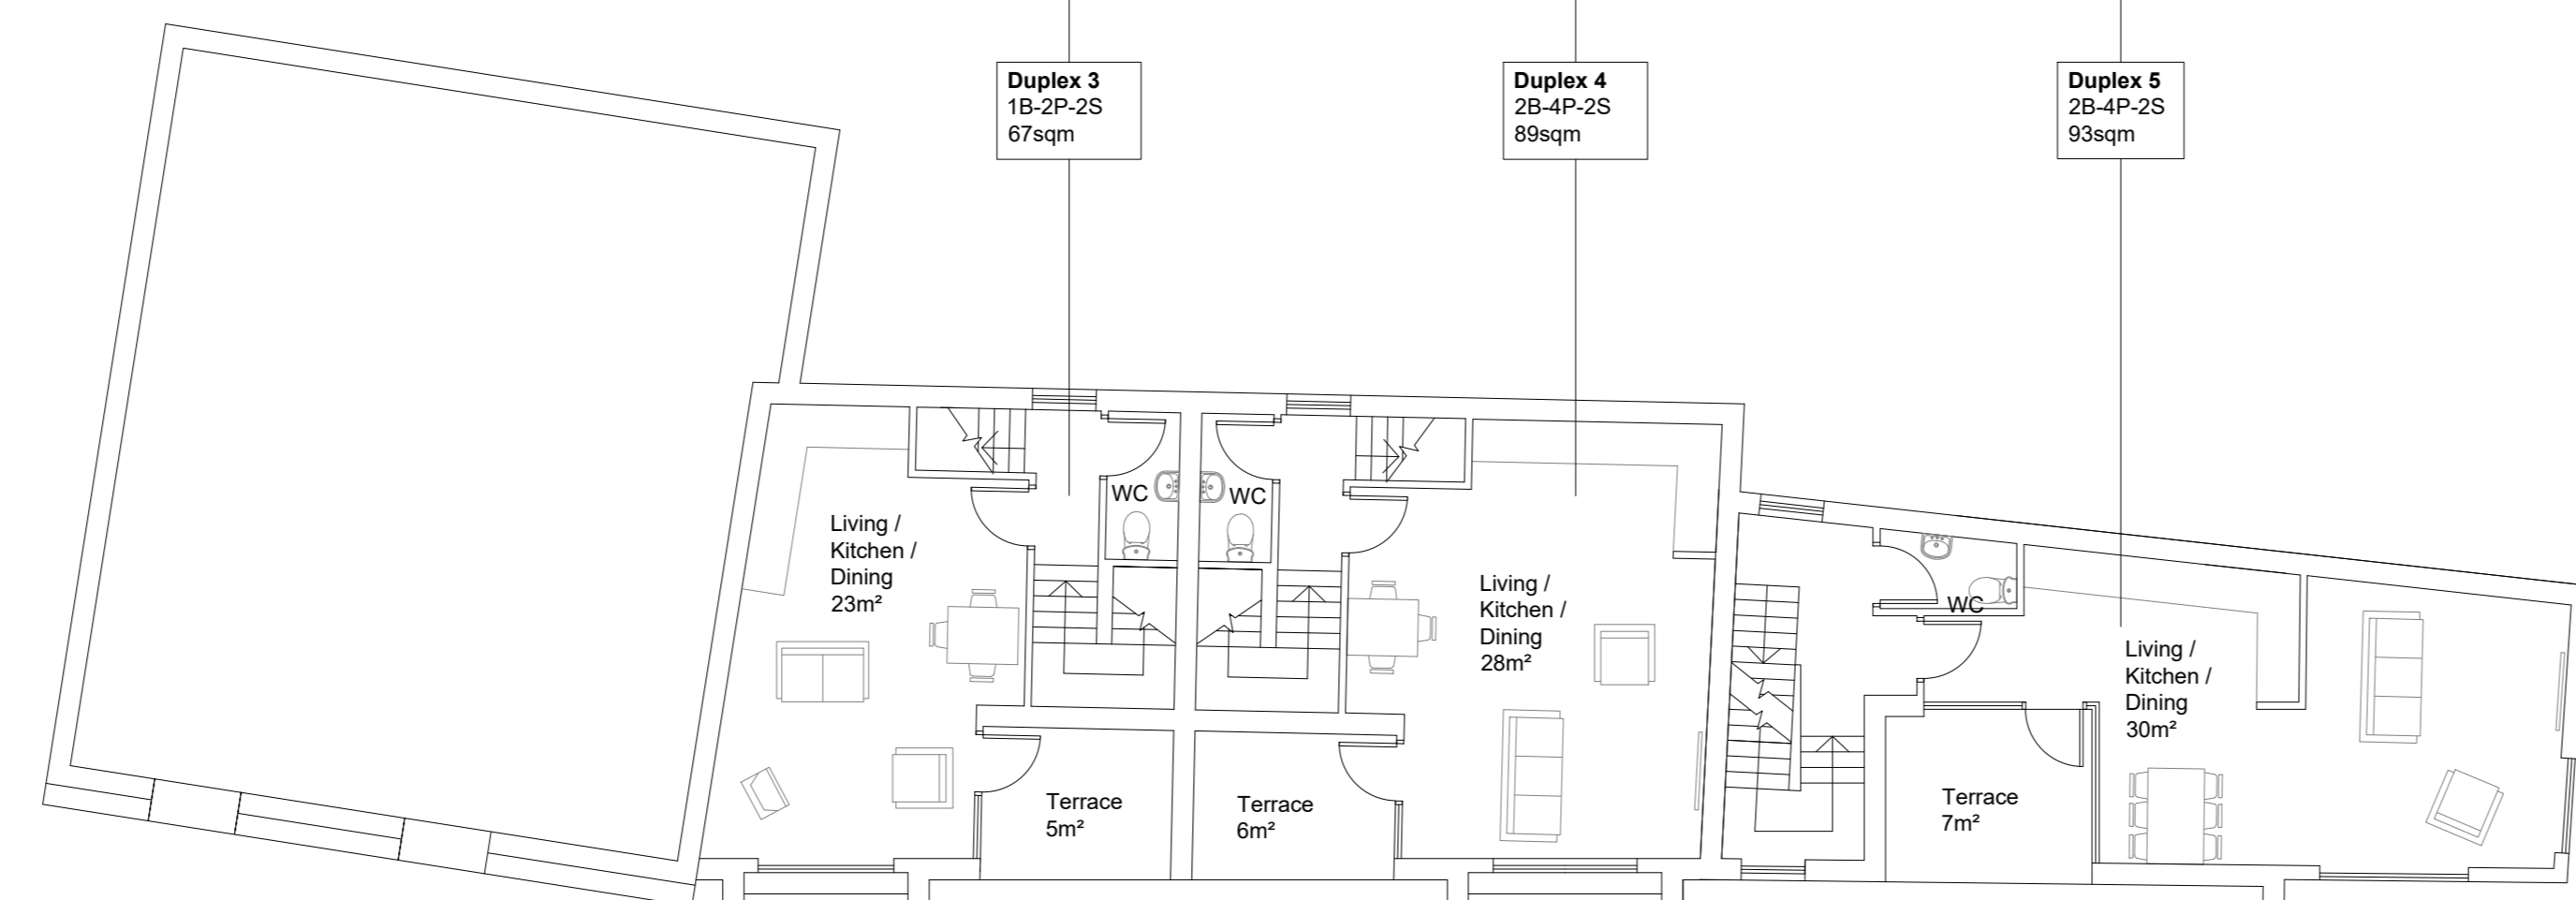 Duplex 3
1B-2P-2S
67sqm
Duplex 4
2B-4P-2S
89sqm
Duplex 5
2B-4P-2S
93sqm
WC
WC
Living /
Kitchen /
Dining
23m²
Living /
Kitchen /
Dining
28m²
WC
Living /
Kitchen /
Dining
30m²
Terrace
5m²
Terrace
6m²
Terrace
7m²